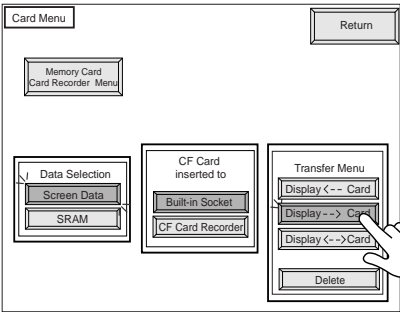 Card Menu
Return
Memory Card
Card Recorder Menu
Data Selection
Screen Data
SRAM
CF Card
inserted to
Built-in Socket
CF Card Recorder
Transfer Menu
Display <-- Card
Display --> Card
Display <-->Card
Delete